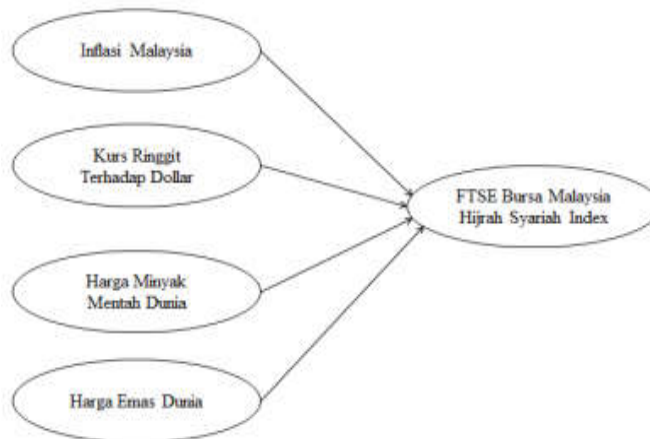 Inflasi Malaysia
Kurs Ringgit
Terhadap Dollar
FTSE Bursa Malaysia
Hijrah Syariah Index
Harga Minyak
Mentah Dunia
Harga Emas Dunia